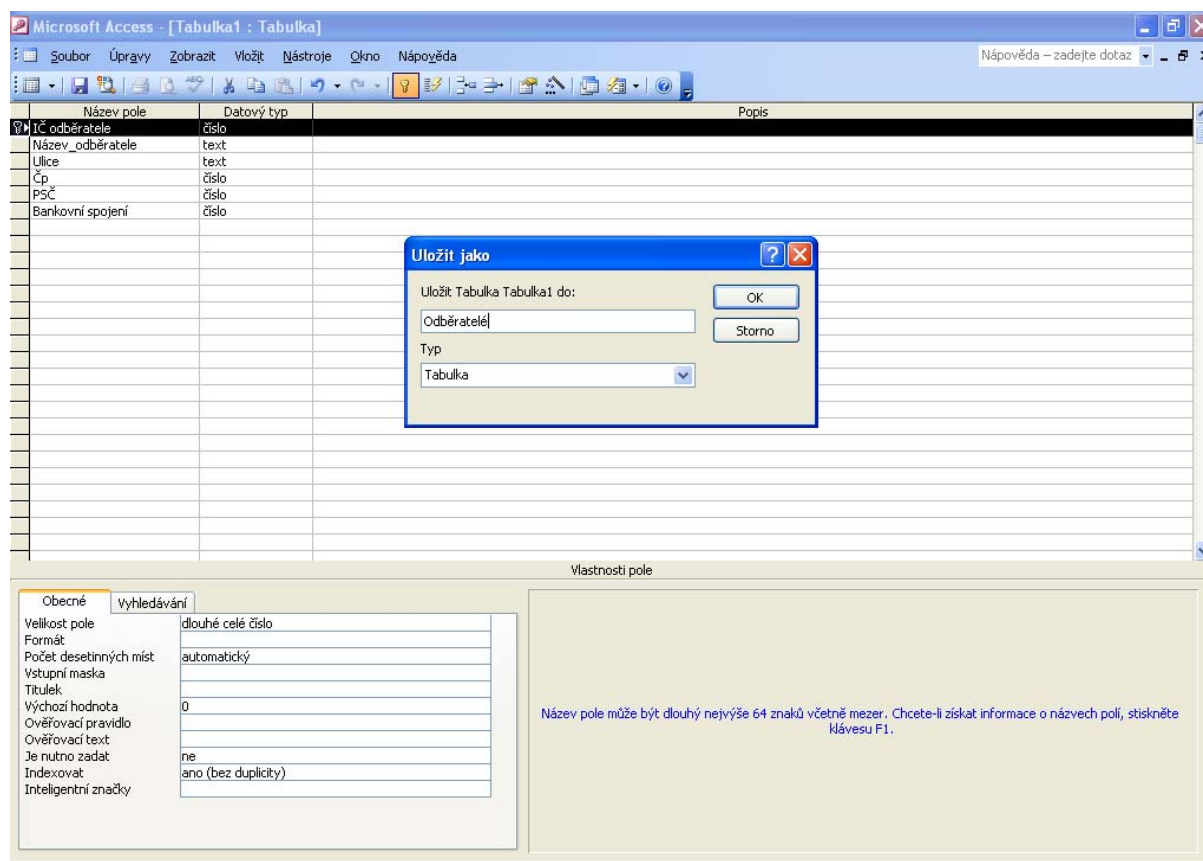 Microsoft Access - [Tabulka1 : Tabulka]
Soubor Úpravy Zobrazit Vložit Nástroje Okno Nápověda Nápověda – zadejte dotaz
Název pole Datový typ Popis
IČ odběratele číslo
Název_odběratele text
Ulice text
Čp číslo
PSČ číslo
Bankovní spojení číslo
Uložit jako
Uložit Tabulka Tabulka1 do:
OK
Odběratelé
Storno
Typ
Tabulka
Vlastnosti pole
Obecné Vyhledávání
Velikost pole dlouhé celé číslo
Formát
Počet desetinných míst automatický
Vstupní maska
Titulek
Výchozí hodnota 0
Ověřovací pravidlo
Ověřovací text
Je nutno zadat ne
Indexovat ano (bez duplicity)
Inteligentní značky
Název pole může být dlouhý nejvýše 64 znaků včetně mezer. Chcete-li získat informace o názvech polí, stiskněte
klávesu F1.